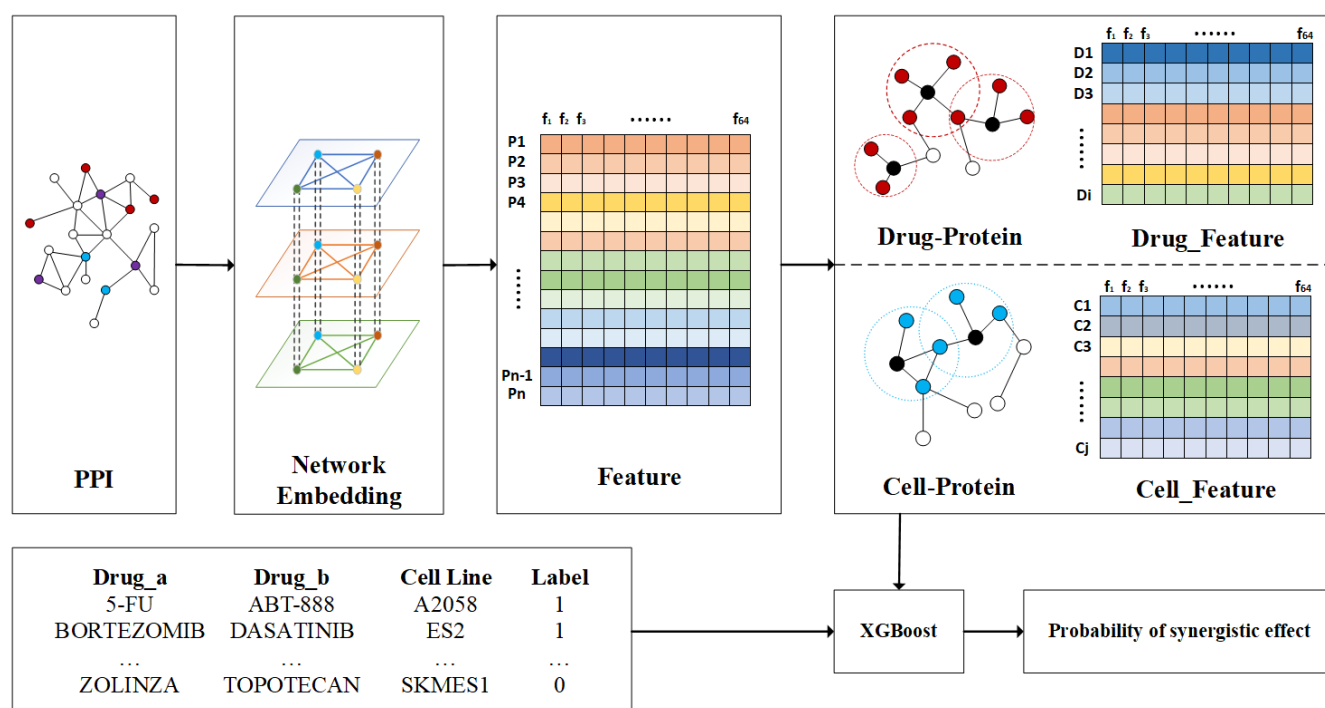 PPI
Network
Embedding
f₁ f₂ f₃ ...... f₆₄
P1
P2
P3
P4
......
Pn-1
Pn
Feature
Drug-Protein
f₁ f₂ f₃ ...... f₆₄
D1
D2
D3
......
Di
Drug_Feature
Cell-Protein
f₁ f₂ f₃ ...... f₆₄
C1
C2
C3
......
Cj
Cell_Feature
Drug_a Drug_b Cell Line Label
5-FU ABT-888 A2058 1
BORTEZOMIB DASATINIB ES2 1
... ... ... ...
ZOLINZA TOPOTECAN SKMES1 0
XGBoost
Probability of synergistic effect